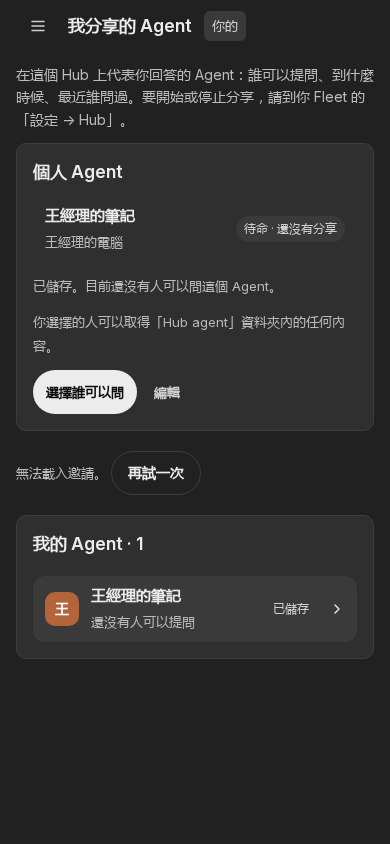 我分享的 Agent 你的
在這個 Hub 上代表你回答的 Agent：誰可以提問、到什麼
時候、最近誰問過。要開始或停止分享，請到你 Fleet 的
「設定 → Hub」。
個人 Agent
王經理的筆記
王經理的電腦
待命 · 還沒有分享
已儲存。目前還沒有人可以問這個 Agent。
你選擇的人可以取得「Hub agent」資料夾內的任何內
容。
選擇誰可以問 編輯
無法載入邀請。 再試一次
我的 Agent · 1
王
王經理的筆記
還沒有人可以提問
已儲存